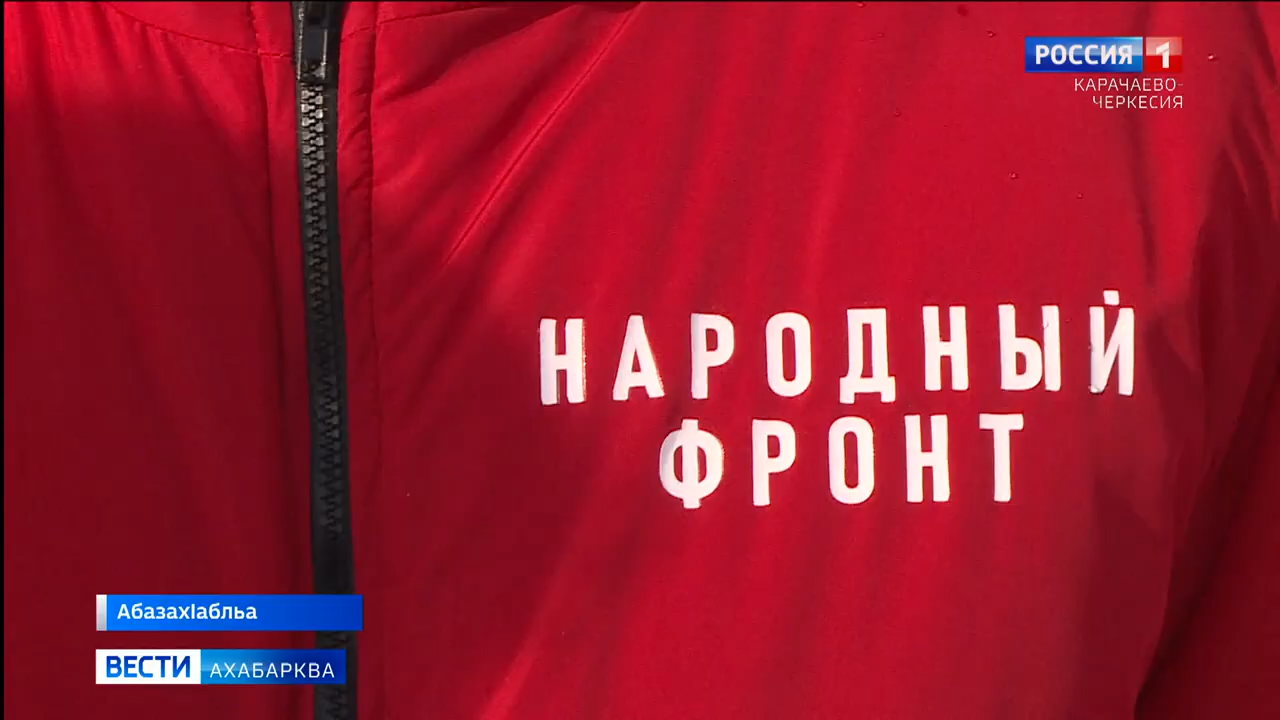 РОССИЯ 1
КАРАЧАЕВО-
ЧЕРКЕСИЯ
НАРОДНЫЙ
ФРОНТ
АбазахӀабльа
ВЕСТИ АХАБАРКВА